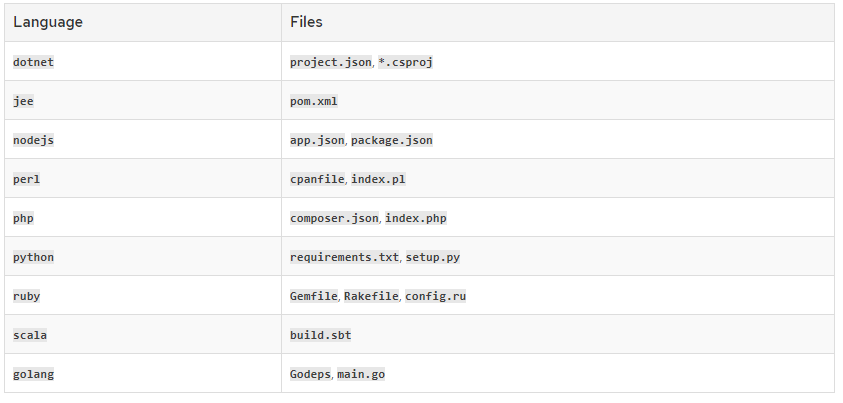 Language Files
dotnet project.json, *.csproj
jee pom.xml
nodejs app.json, package.json
perl cpanfile, index.pl
php composer.json, index.php
python requirements.txt, setup.py
ruby Gemfile, Rakefile, config.ru
scala build.sbt
golang Godeps, main.go